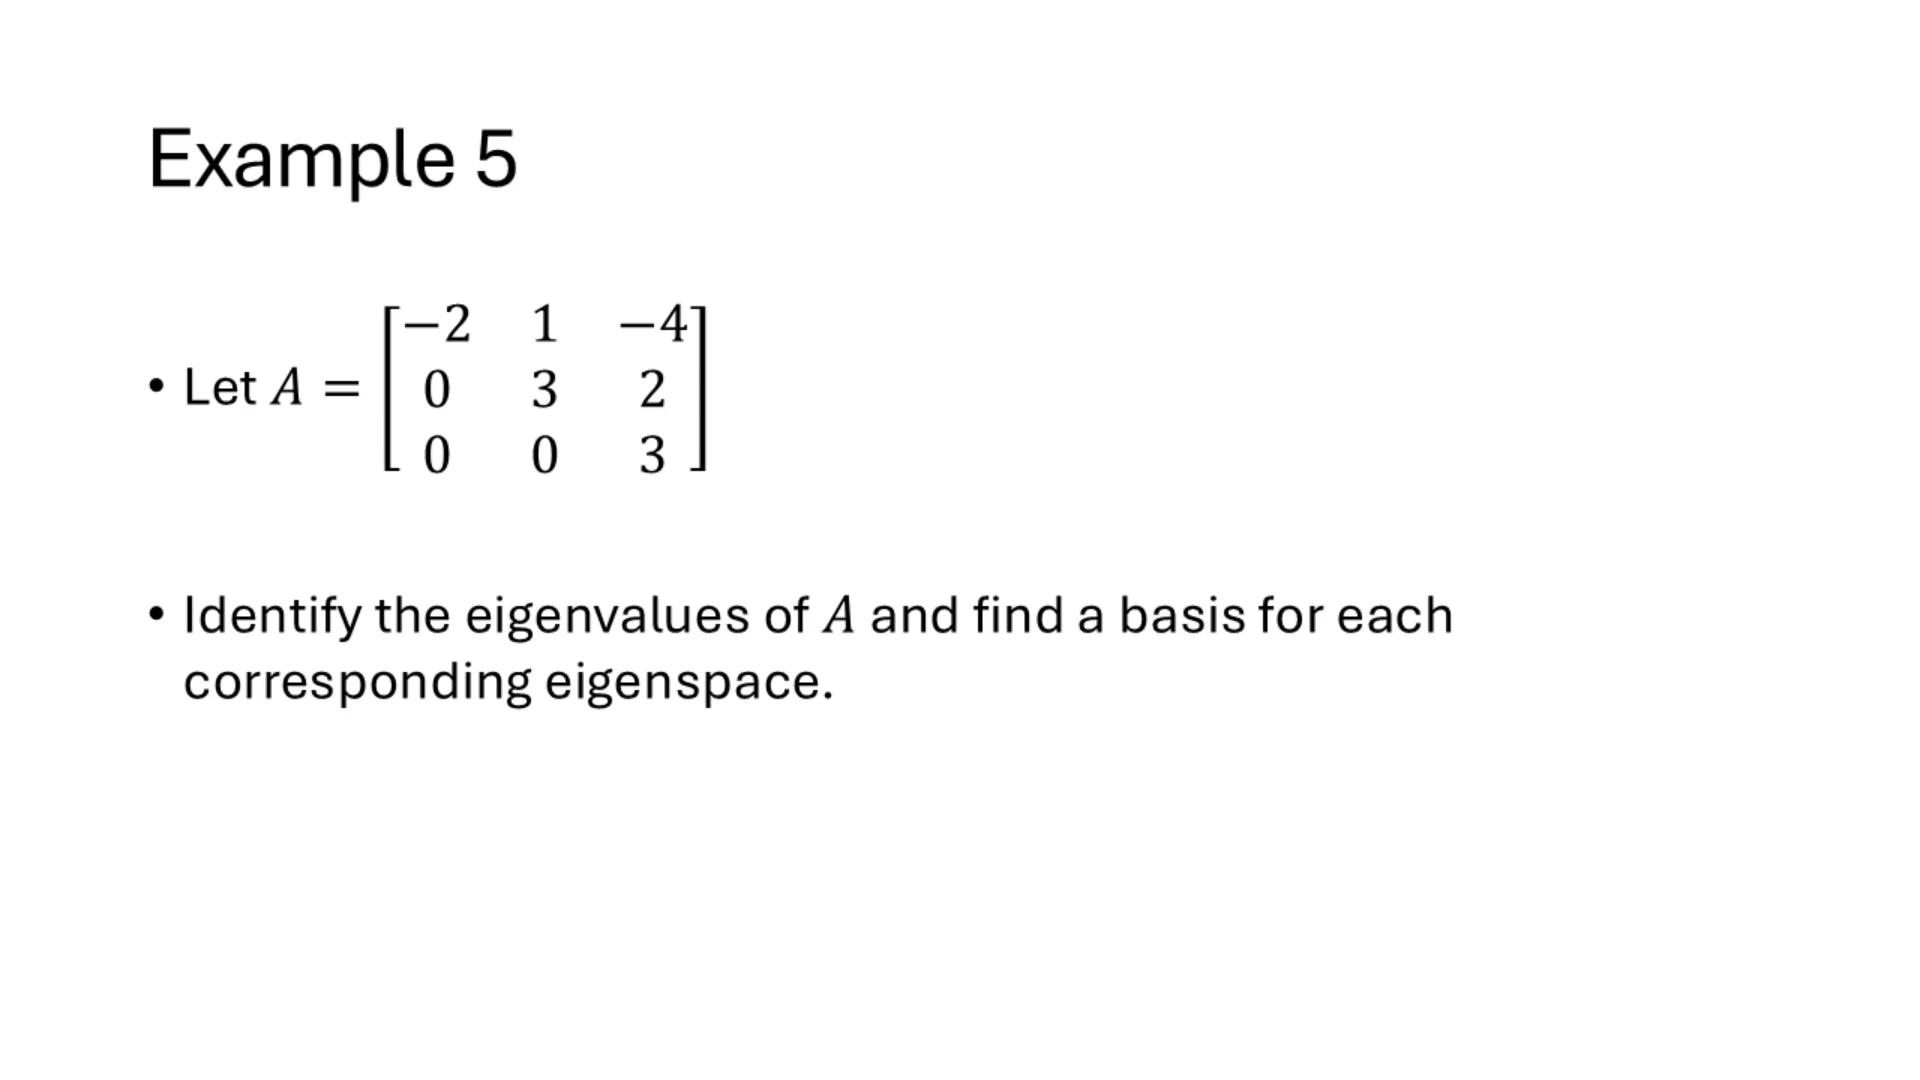 Example 5
• Let A = [−2 1 −4
0 3 2
0 0 3]
• Identify the eigenvalues of A and find a basis for each
corresponding eigenspace.